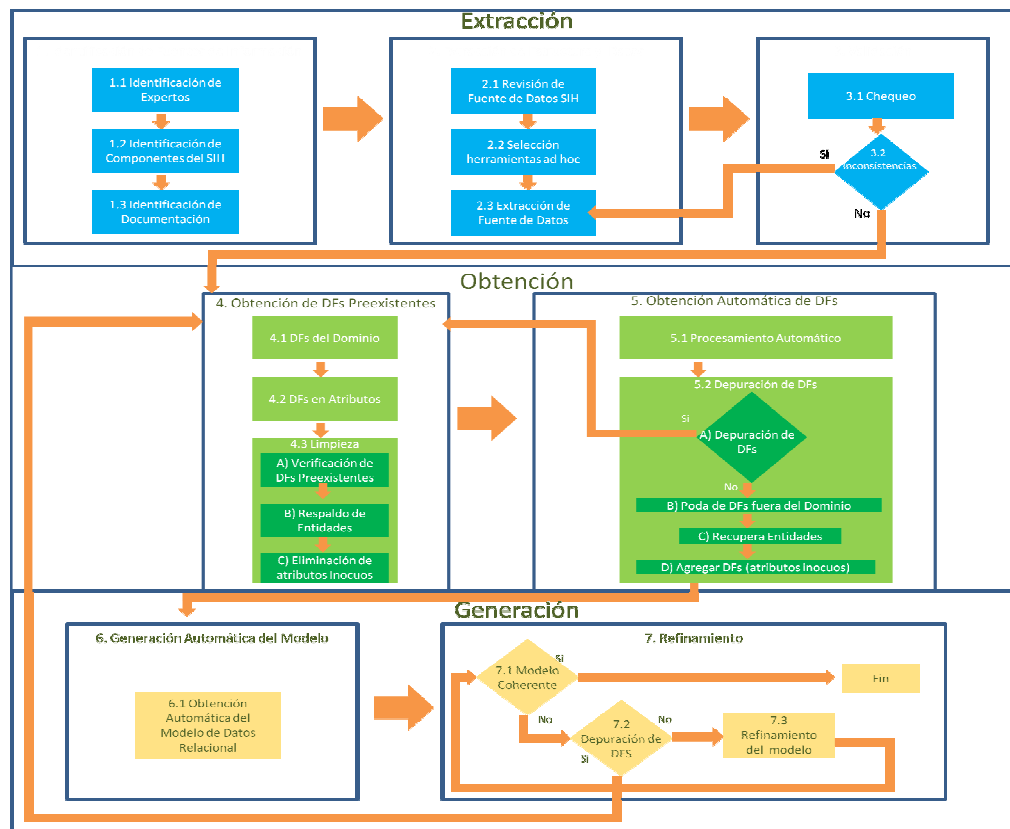 Extracción
1.1 Identificación de
Expertos
1.2 Identificación de
Componentes del SIH
1.3 Identificación de
Documentación
2.1 Revisión de
Fuente de Datos SIH
2.2 Selección
herramientas ad hoc
2.3 Extracción de
Fuente de Datos
3.1 Chequeo
3.2
Inconsistencias
Si
No
Obtención
4. Obtención de DFs Preexistentes
4.1 DFs del Dominio
4.2 DFs en Atributos
4.3 Limpieza
A) Verificación de
DFs Preexistentes
B) Respaldo de
Entidades
C) Eliminación de
atributos Inocuos
5. Obtención Automática de DFs
5.1 Procesamiento Automático
5.2 Depuración de DFs
Si
A) Depuración de
DFs
No
B) Poda de DFs fuera del Dominio
C) Recupera Entidades
D) Agregar DFs (atributos Inocuos)
Generación
6. Generación Automática del Modelo
6.1 Obtención
Automática del
Modelo de Datos
Relacional
7. Refinamiento
7.1 Modelo
Coherente
Si
Fin
No
7.2
Depuración de
DFS
No
Si
7.3
Refinamiento
del modelo